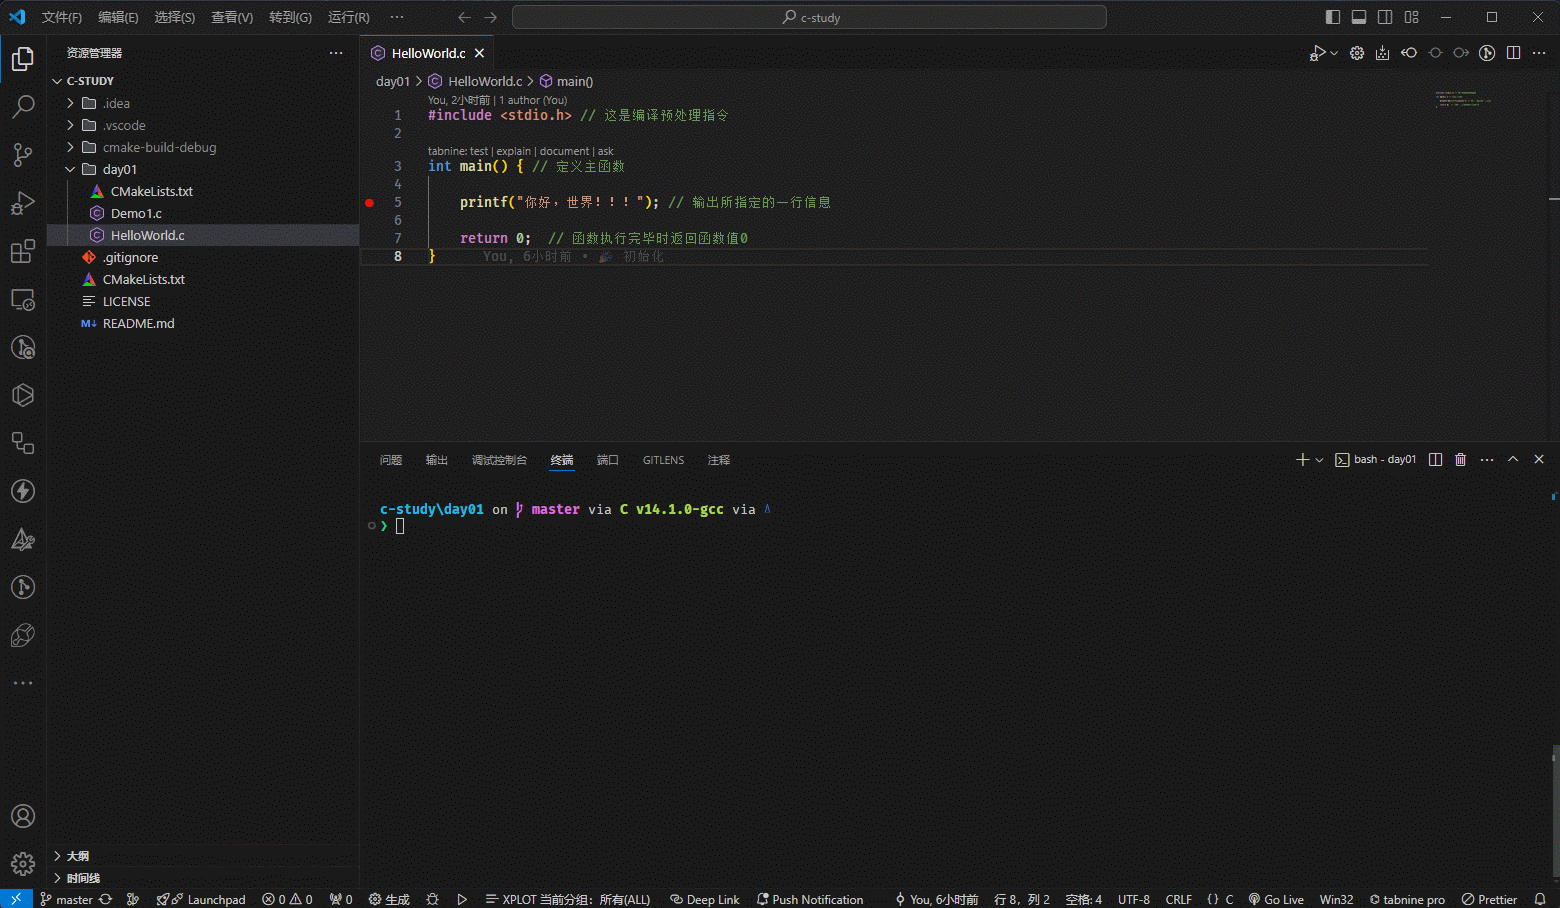 文件(F) 编辑(E) 选择(S) 查看(V) 转到(G) 运行(R) ··· c-study
资源管理器 ···
C-STUDY
.idea
.vscode
cmake-build-debug
day01
CMakeLists.txt
Demo1.c
HelloWorld.c
.gitignore
CMakeLists.txt
LICENSE
README.md
大纲
时间线
HelloWorld.c
day01 > HelloWorld.c > main()
You, 2小时前 | 1 author (You)
1 #include <stdio.h> // 这是编译预处理指令
2
tabnine: test | explain | document | ask
3 int main() { // 定义主函数
4
5 printf("你好，世界！！！"); // 输出所指定的一行信息
6
7 return 0;  // 函数执行完毕时返回函数值0
8 } You, 6小时前 • 🎉 初始化
问题 输出 调试控制台 终端 端口 GITLENS 注释 bash - day01
c-study\day01 on master via C v14.1.0-gcc via
❯
master Launchpad 0 0 0 生成 XPLOT 当前分组：所有(ALL) Deep Link Push Notification You, 6小时前 行 8，列 2 空格: 4 UTF-8 CRLF {} C Go Live Win32 tabnine pro Prettier